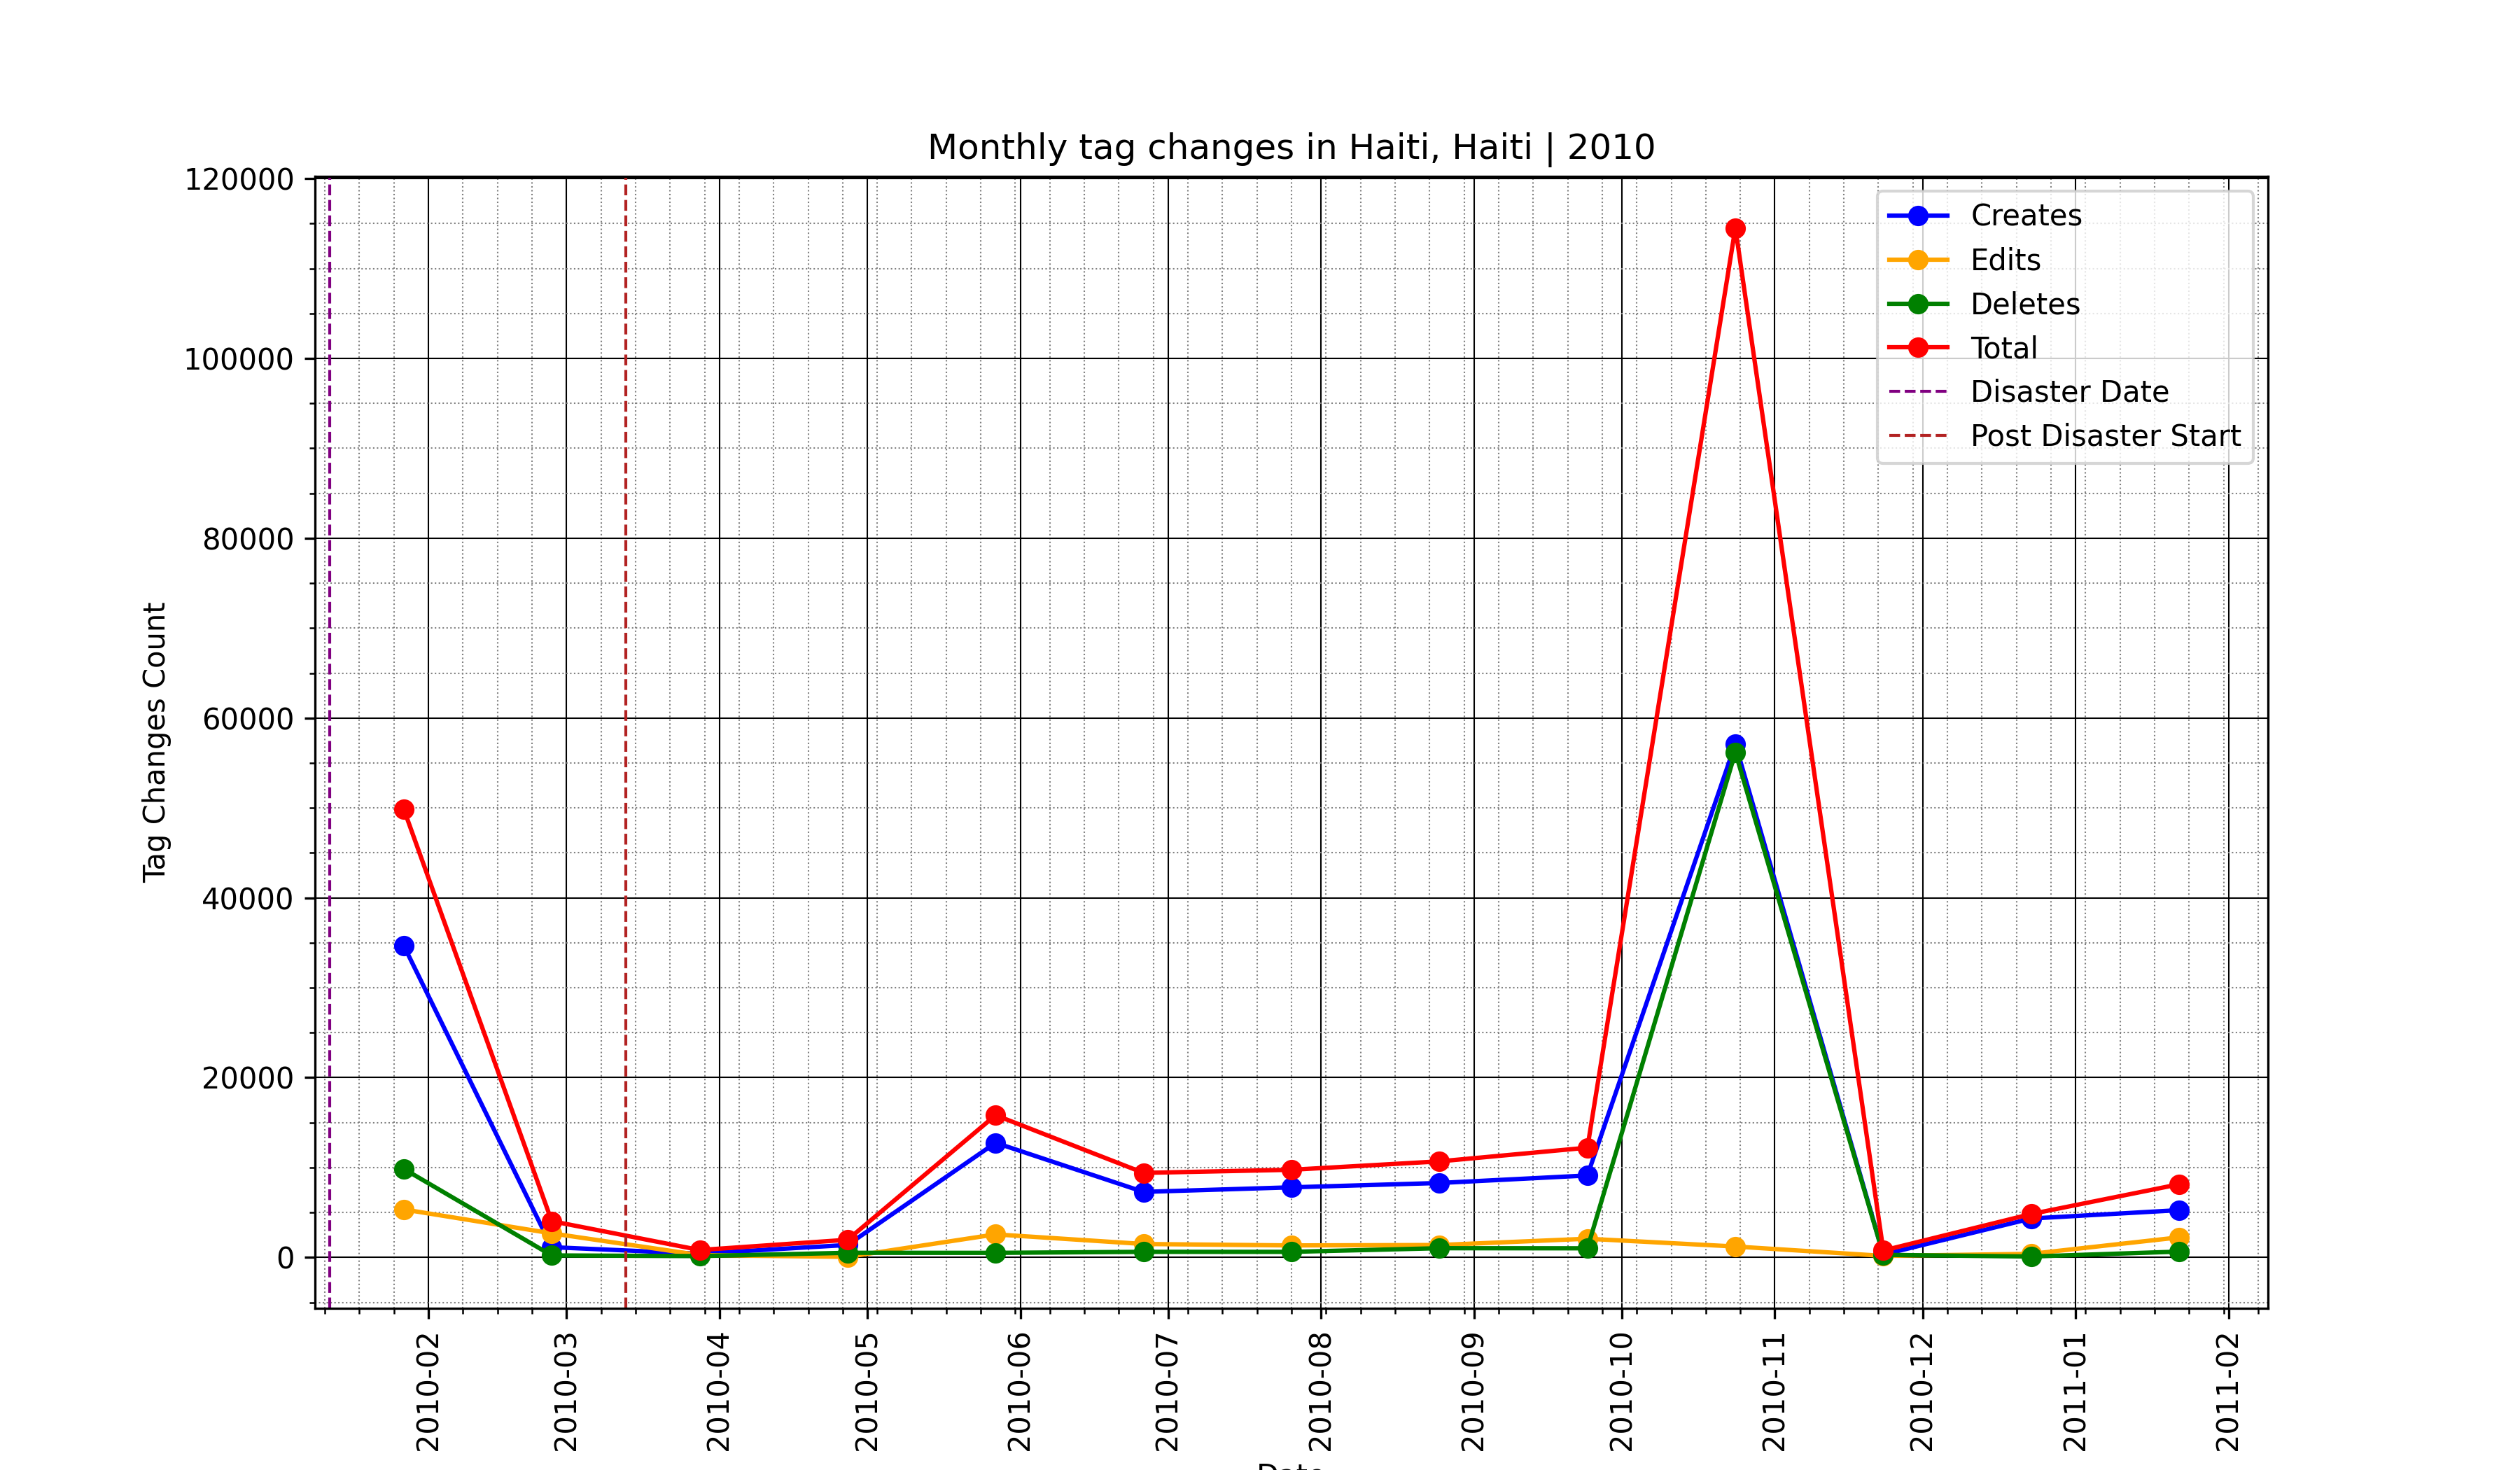 Monthly tag changes in Haiti, Haiti | 2010
120000
100000
80000
60000
40000
20000
0
Tag Changes Count
Creates
Edits
Deletes
Total
Disaster Date
Post Disaster Start
2010-02
2010-03
2010-04
2010-05
2010-06
2010-07
2010-08
2010-09
2010-10
2010-11
2010-12
2011-01
2011-02
Date